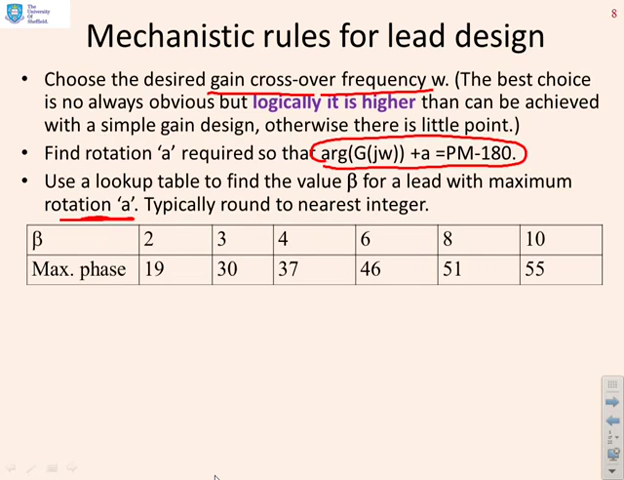 The
University
Of
Sheffield.
8
Mechanistic rules for lead design
• Choose the desired gain cross-over frequency w. (The best choice
is no always obvious but logically it is higher than can be achieved
with a simple gain design, otherwise there is little point.)
• Find rotation ‘a’ required so that arg(G(jw)) +a =PM-180.
• Use a lookup table to find the value β for a lead with maximum
rotation ‘a’. Typically round to nearest integer.
β 2 3 4 6 8 10
Max. phase 19 30 37 46 51 55